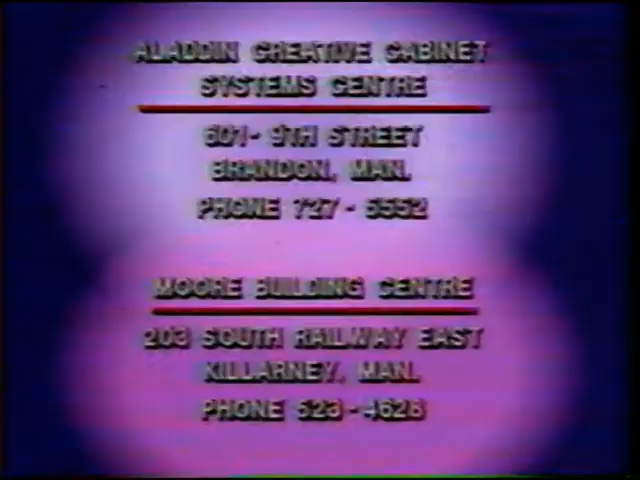 ALADDIN CREATIVE CABINET
SYSTEMS CENTRE
601 - 9TH STREET
BRANDON, MAN.
PHONE 727 - 5552
MOORE BUILDING CENTRE
203 SOUTH RAILWAY EAST
KILLARNEY, MAN.
PHONE 523 - 4628